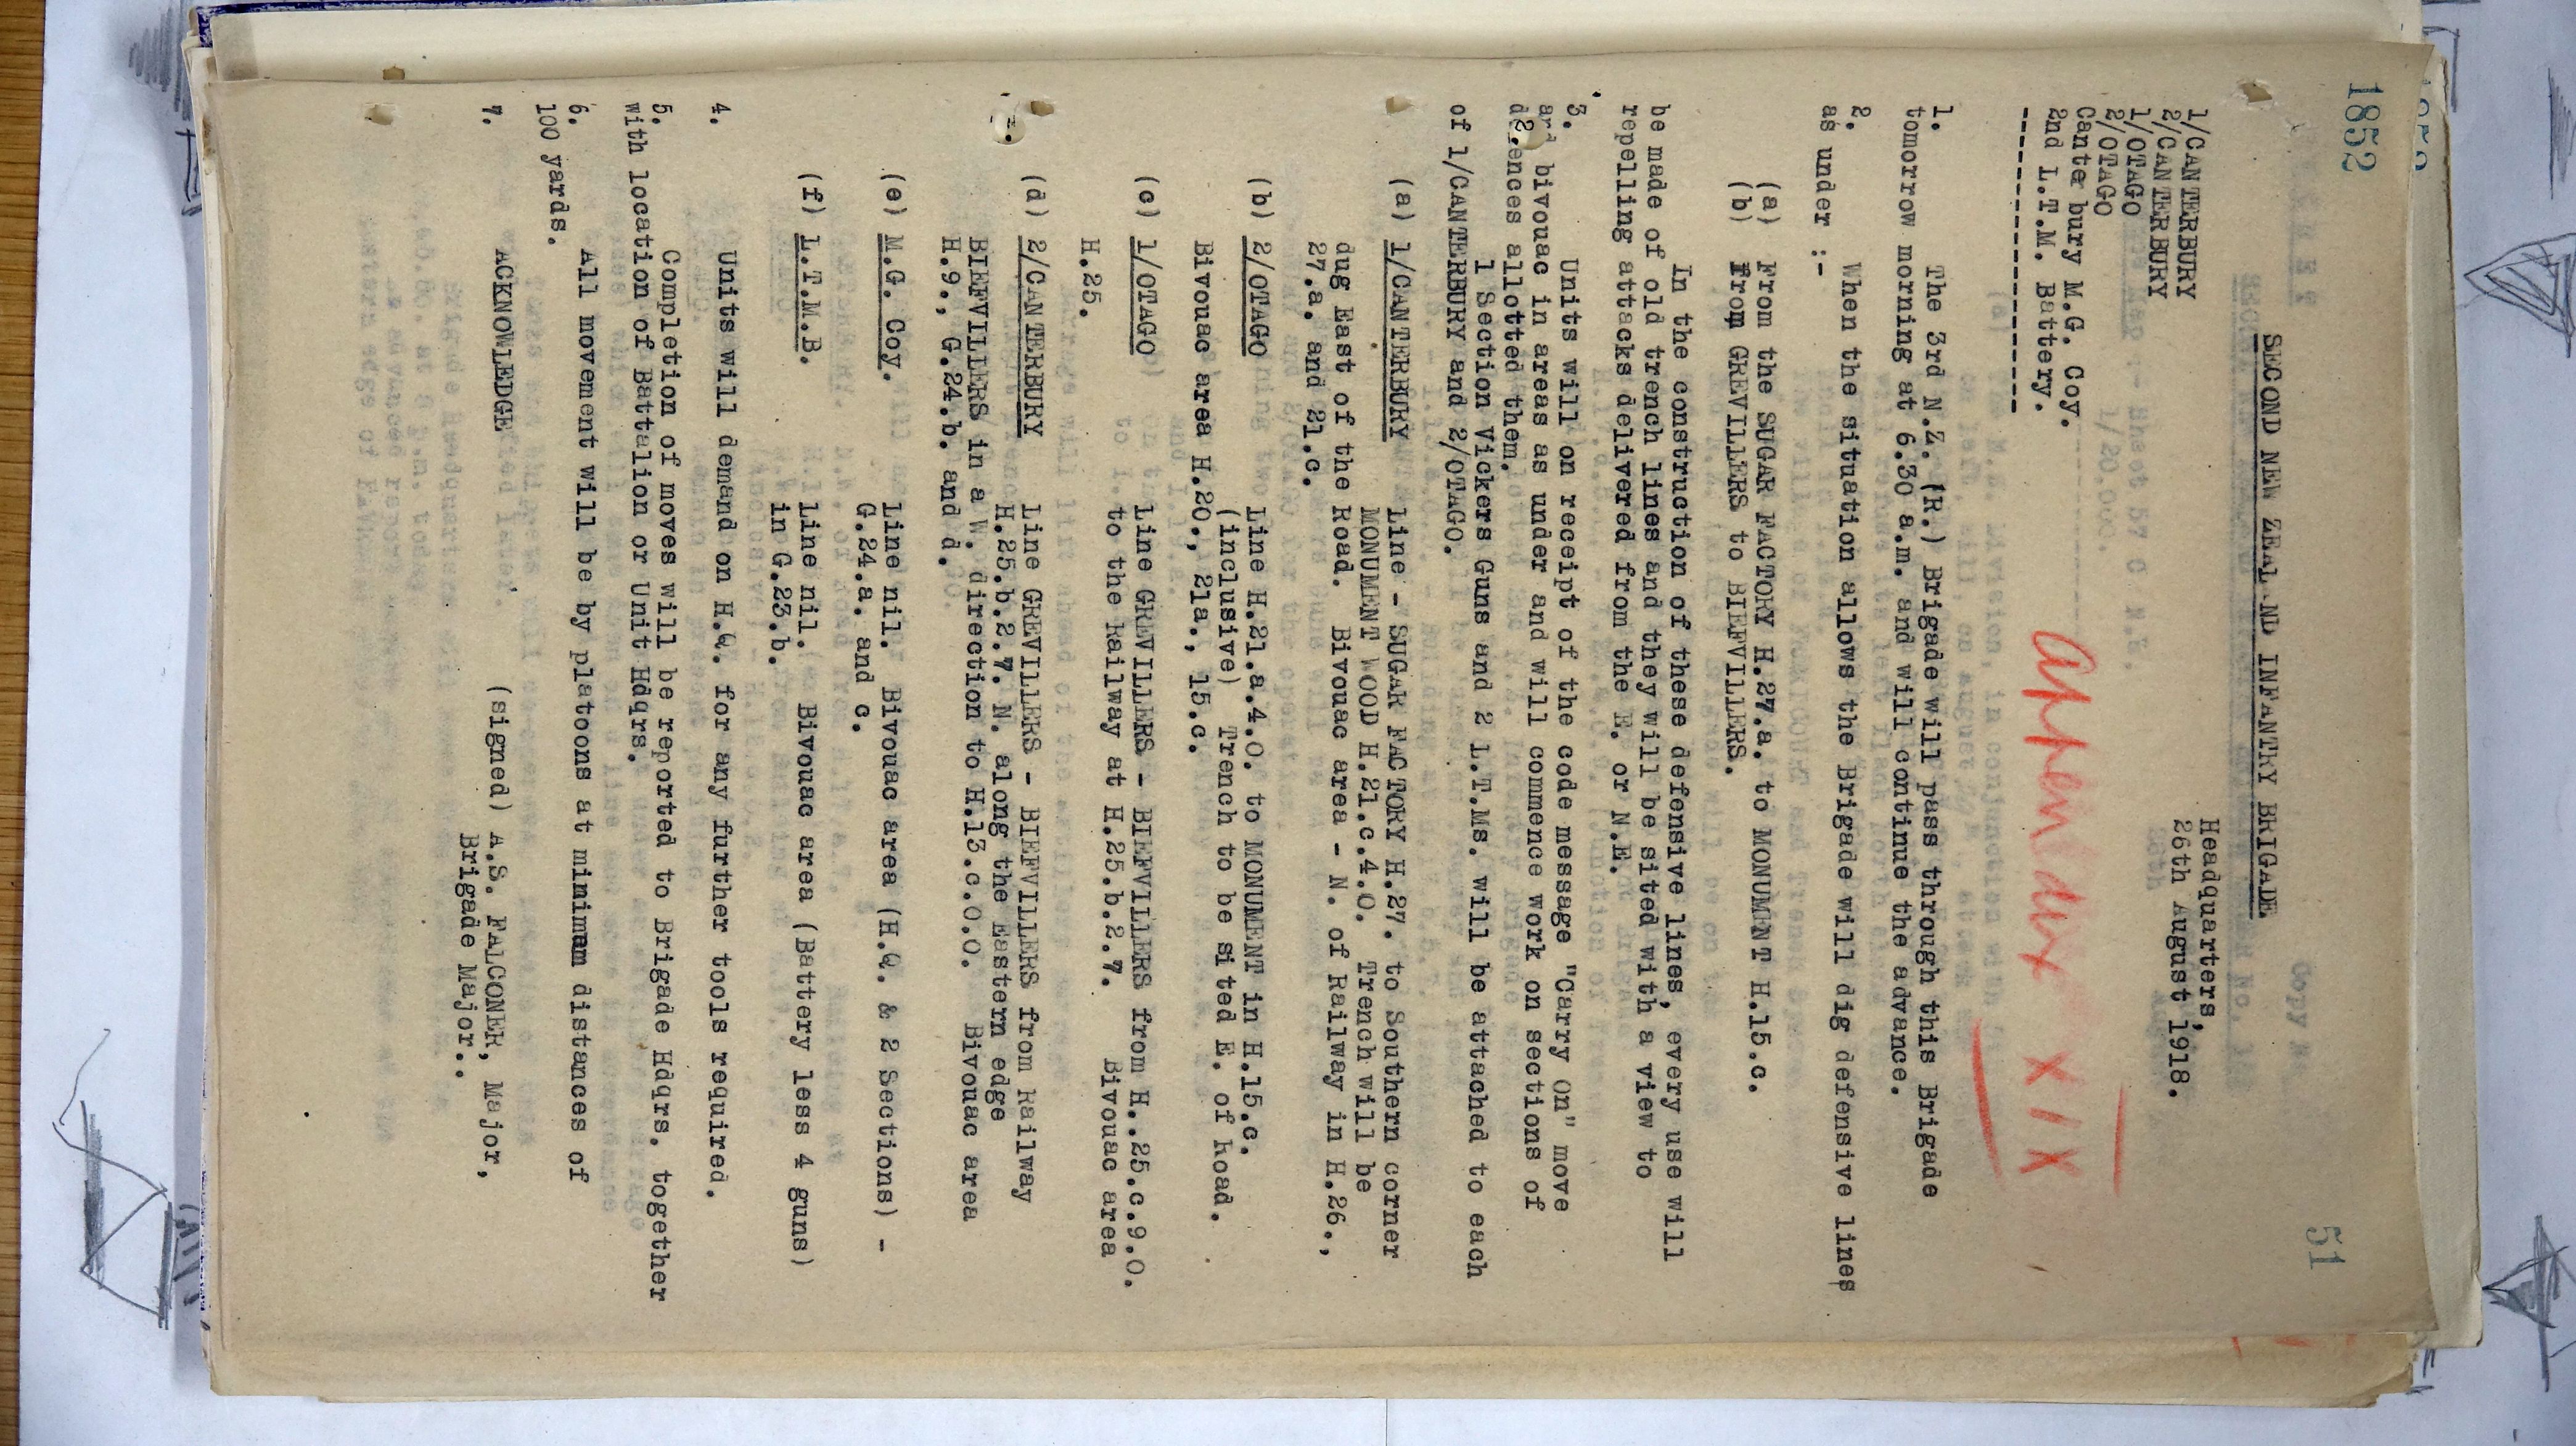 1852
51
SECOND NEW ZEALAND INFANTRY BRIGADE
Headquarters,
26th August 1918.
1/CANTERBURY
2/CANTERBURY
1/OTAGO
2/OTAGO
Canterbury M.G. Coy.
2nd L.T.M. Battery.
Appendix XIX
1. The 3rd N.Z. (R.) Brigade will pass through this Brigade
tomorrow morning at 6.30 a.m. and will continue the advance.
2. When the situation allows the Brigade will dig defensive lines
as under :-
(a) From the SUGAR FACTORY H.27.a. to MONUMENT H.15.c.
(b) From GREVILLERS to BIEFVILLERS.
In the construction of these defensive lines, every use will
be made of old trench lines and they will be sited with a view to
repelling attacks delivered from the E. or N.E.
3. Units will on receipt of the code message "Carry On" move
and bivouac in areas as under and will commence work on sections of
defences allotted them.
1 Section Vickers Guns and 2 L.T.Ms. will be attached to each
of 1/CANTERBURY and 2/OTAGO.
(a) 1/CANTERBURY Line - SUGAR FACTORY H.27. to Southern corner
MONUMENT WOOD H.21.c.4.0. Trench will be
dug East of the Road. Bivouac area - N. of Railway in H.26.,
27.a. and 21.c.
(b) 2/OTAGO Line H.21.a.4.0. to MONUMENT in H.15.c.
(inclusive) Trench to be sited E. of Road.
Bivouac area H.20., 21a., 15.c.
(c) 1/OTAGO Line GREVILLERS - BIEFVILLERS from H.25.c.9.0.
to the Railway at H.25.b.2.7. Bivouac area
H.25.
(d) 2/CANTERBURY Line GREVILLERS - BIEFVILLERS from Railway
H.25.b.2.7. N. along the Eastern edge
BIEFVILLERS in a W. direction to H.13.c.0.0. Bivouac area
H.9., G.24.b. and d.
(e) M.G. Coy. Line nil. Bivouac area (H.Q. & 2 Sections) -
G.24.a. and c.
(f) L.T.M.B. Line nil. Bivouac area (Battery less 4 guns)
in G.23.b.
4. Units will demand on H.Q. for any further tools required.
5. Completion of moves will be reported to Brigade Hdqrs. together
with location of Battalion or Unit Hdqrs.
6. All movement will be by platoons at minimum distances of
100 yards.
7. ACKNOWLEDGE
(signed) A.S. FALCONER, Major,
Brigade Major..